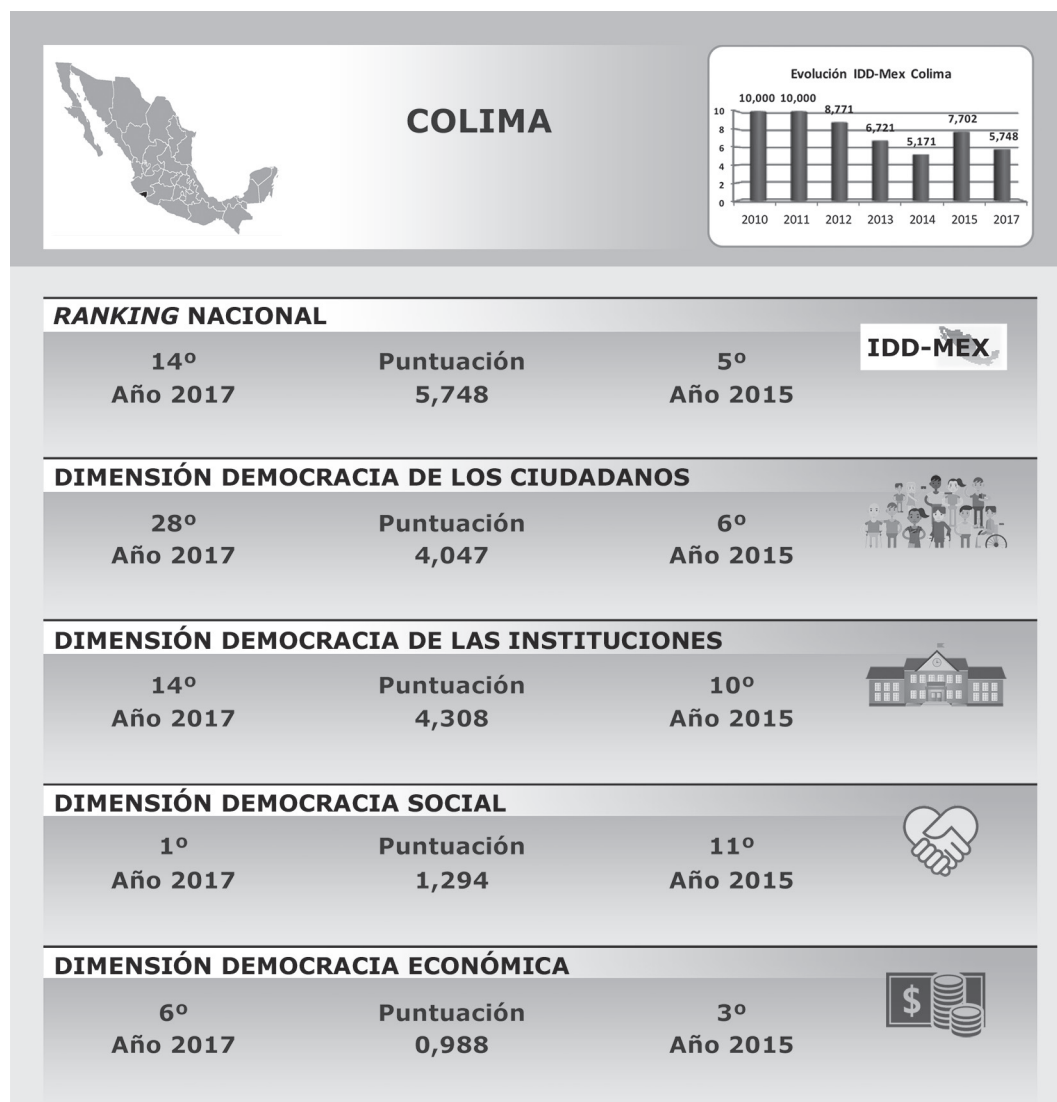 COLIMA
Evolución IDD-Mex Colima
10,000 10,000 8,771 6,721 5,171 7,702 5,748
10
8
6
4
2
0
2010 2011 2012 2013 2014 2015 2017
RANKING NACIONAL
IDD-MEX
14º Puntuación 5º
Año 2017 5,748 Año 2015
DIMENSIÓN DEMOCRACIA DE LOS CIUDADANOS
28º Puntuación 6º
Año 2017 4,047 Año 2015
DIMENSIÓN DEMOCRACIA DE LAS INSTITUCIONES
14º Puntuación 10º
Año 2017 4,308 Año 2015
DIMENSIÓN DEMOCRACIA SOCIAL
1º Puntuación 11º
Año 2017 1,294 Año 2015
DIMENSIÓN DEMOCRACIA ECONÓMICA
$
6º Puntuación 3º
Año 2017 0,988 Año 2015